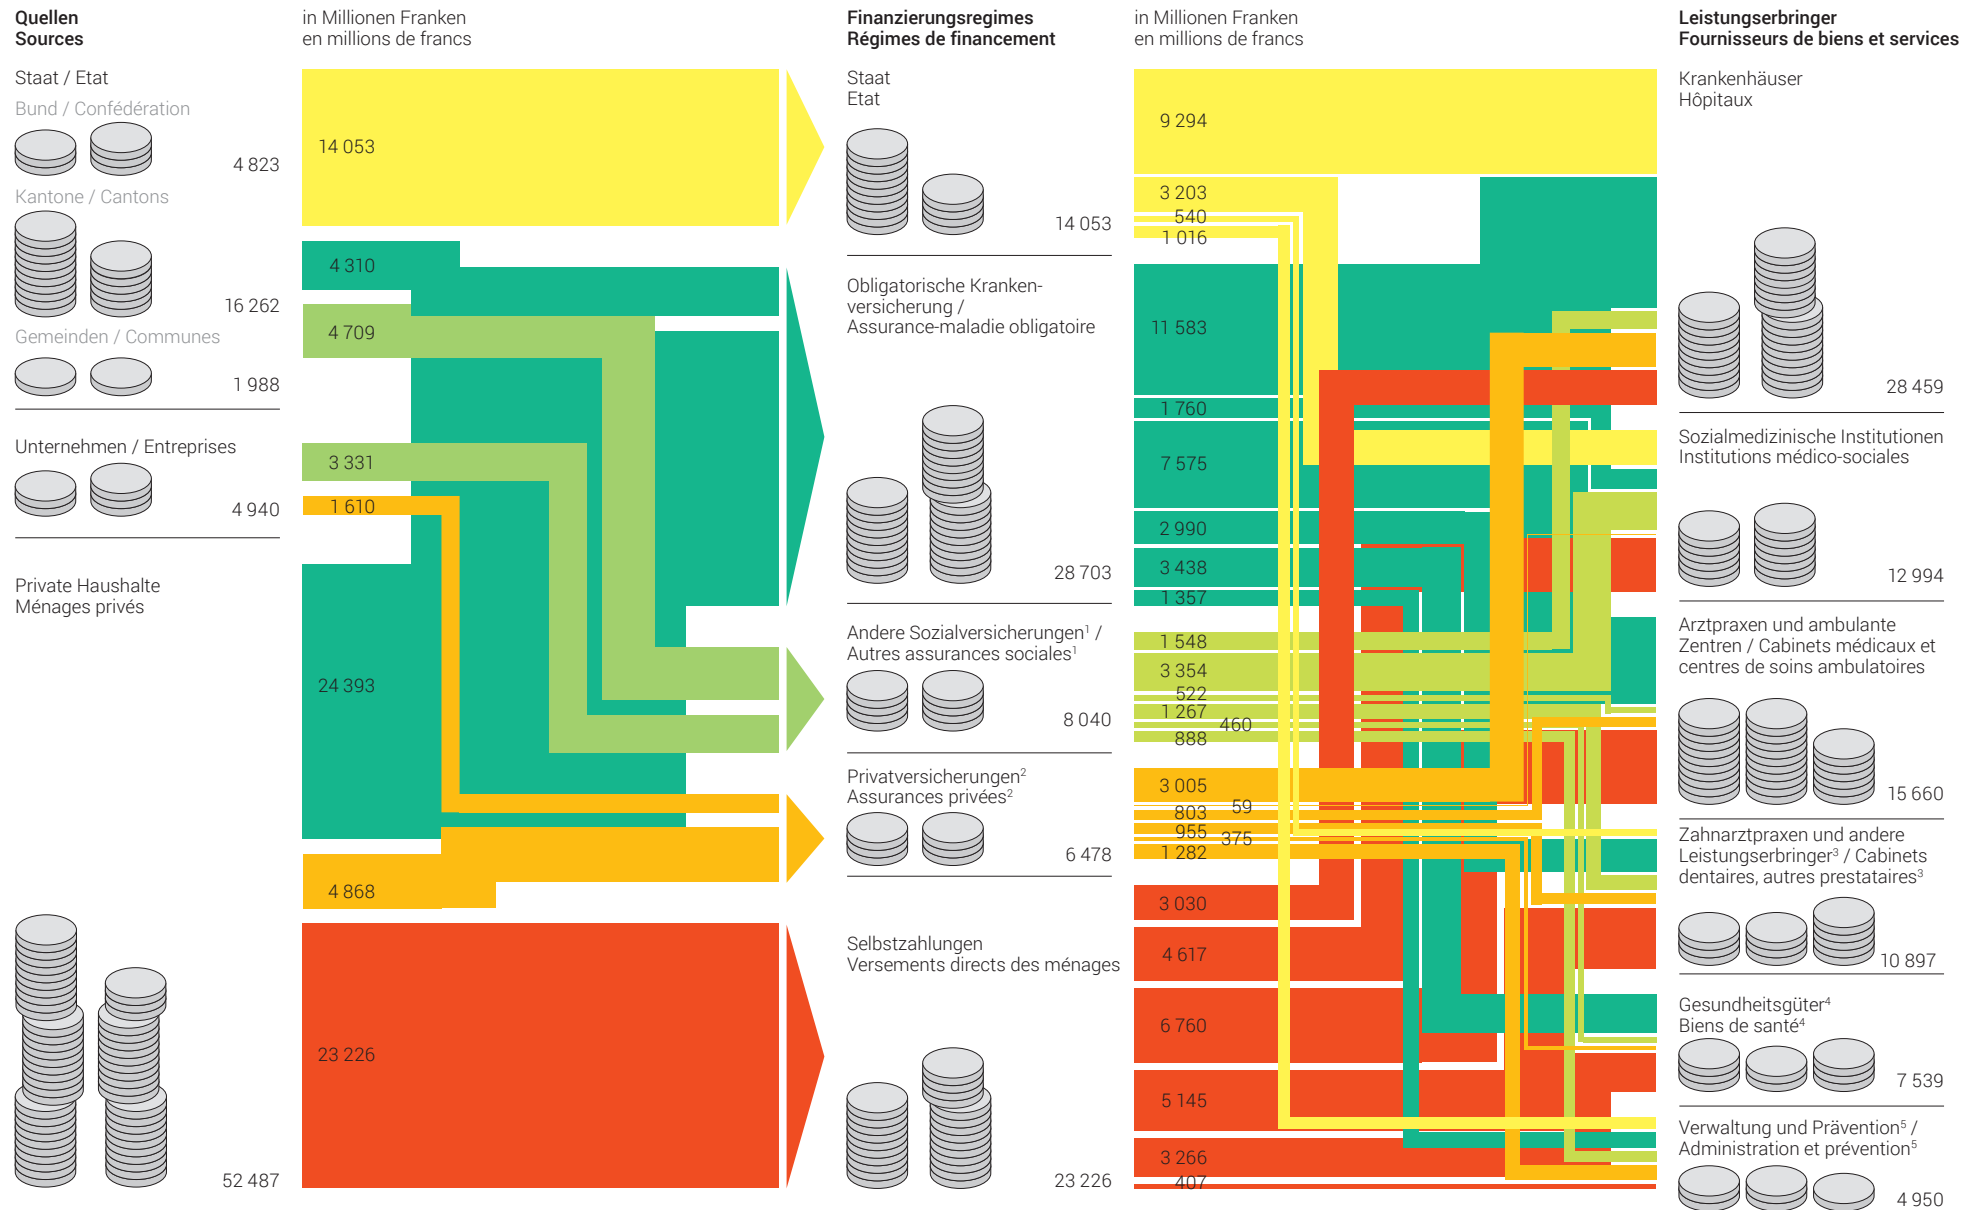 Quellen
Sources
in Millionen Franken
en millions de francs
Finanzierungsregimes
Régimes de financement
in Millionen Franken
en millions de francs
Leistungserbringer
Fournisseurs de biens et services
Staat / Etat
Bund / Confédération
4 823
Kantone / Cantons
16 262
Gemeinden / Communes
1 988
Unternehmen / Entreprises
4 940
Private Haushalte
Ménages privés
52 487
14 053
4 310
4 709
3 331
1 610
24 393
4 868
23 226
Staat
Etat
14 053
Obligatorische Kranken-
versicherung /
Assurance-maladie obligatoire
28 703
Andere Sozialversicherungen¹ /
Autres assurances sociales¹
8 040
Privatversicherungen²
Assurances privées²
6 478
Selbstzahlungen
Versements directs des ménages
23 226
9 294
3 203
540
1 016
11 583
1 760
7 575
2 990
3 438
1 357
1 548
3 354
522
1 267
460
888
3 005
59
803
955
375
1 282
3 030
4 617
6 760
5 145
3 266
407
Krankenhäuser
Hôpitaux
28 459
Sozialmedizinische Institutionen
Institutions médico-sociales
12 994
Arztpraxen und ambulante
Zentren / Cabinets médicaux et
centres de soins ambulatoires
15 660
Zahnarztpraxen und andere
Leistungserbringer³ / Cabinets
dentaires, autres prestataires³
10 897
Gesundheitsgüter⁴
Biens de santé⁴
7 539
Verwaltung und Prävention⁵ /
Administration et prévention⁵
4 950